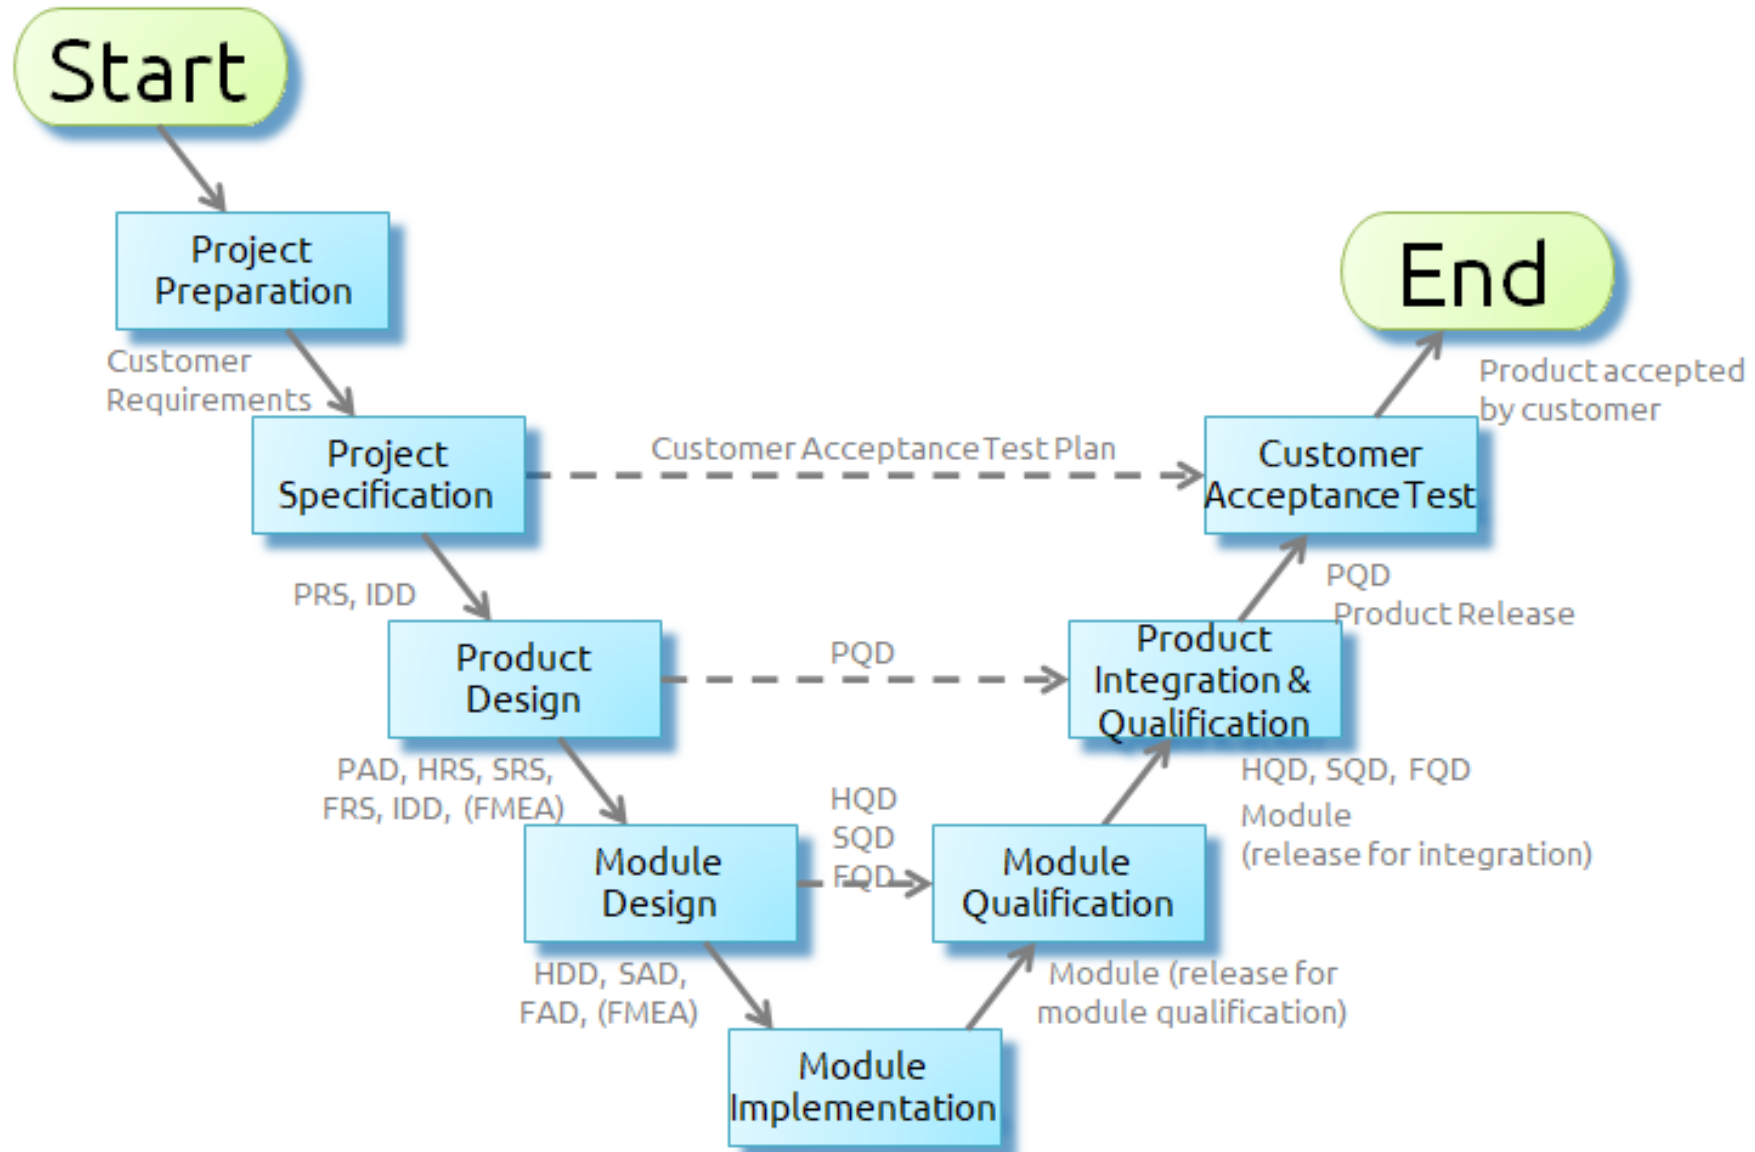 Start
Project
Preparation
End
Customer
Requirements
Product accepted
by customer
Project
Specification
Customer Acceptance Test Plan
Customer
Acceptance Test
PRS, IDD
PQD
Product Release
Product
Design
PQD
Product
Integration &
Qualification
PAD, HRS, SRS,
FRS, IDD, (FMEA)
HQD
SQD
FQD
HQD, SQD, FQD
Module
(release for integration)
Module
Design
Module
Qualification
HDD, SAD,
FAD, (FMEA)
Module (release for
module qualification)
Module
Implementation